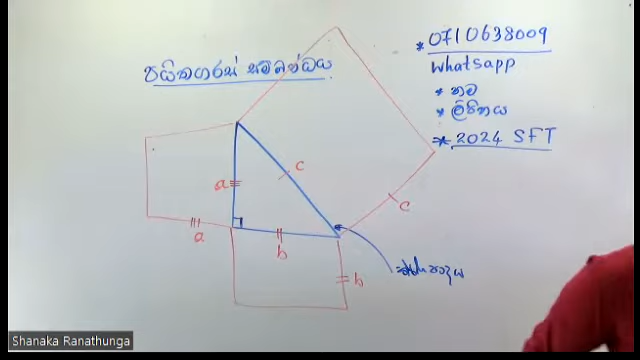 පයිතගරස් සම්බන්ධය
* 0710638009
whatsapp
* නම
* ලිපිනය
* 2024 SFT
a
c
c
a
b
b
Shanaka Ranathunga